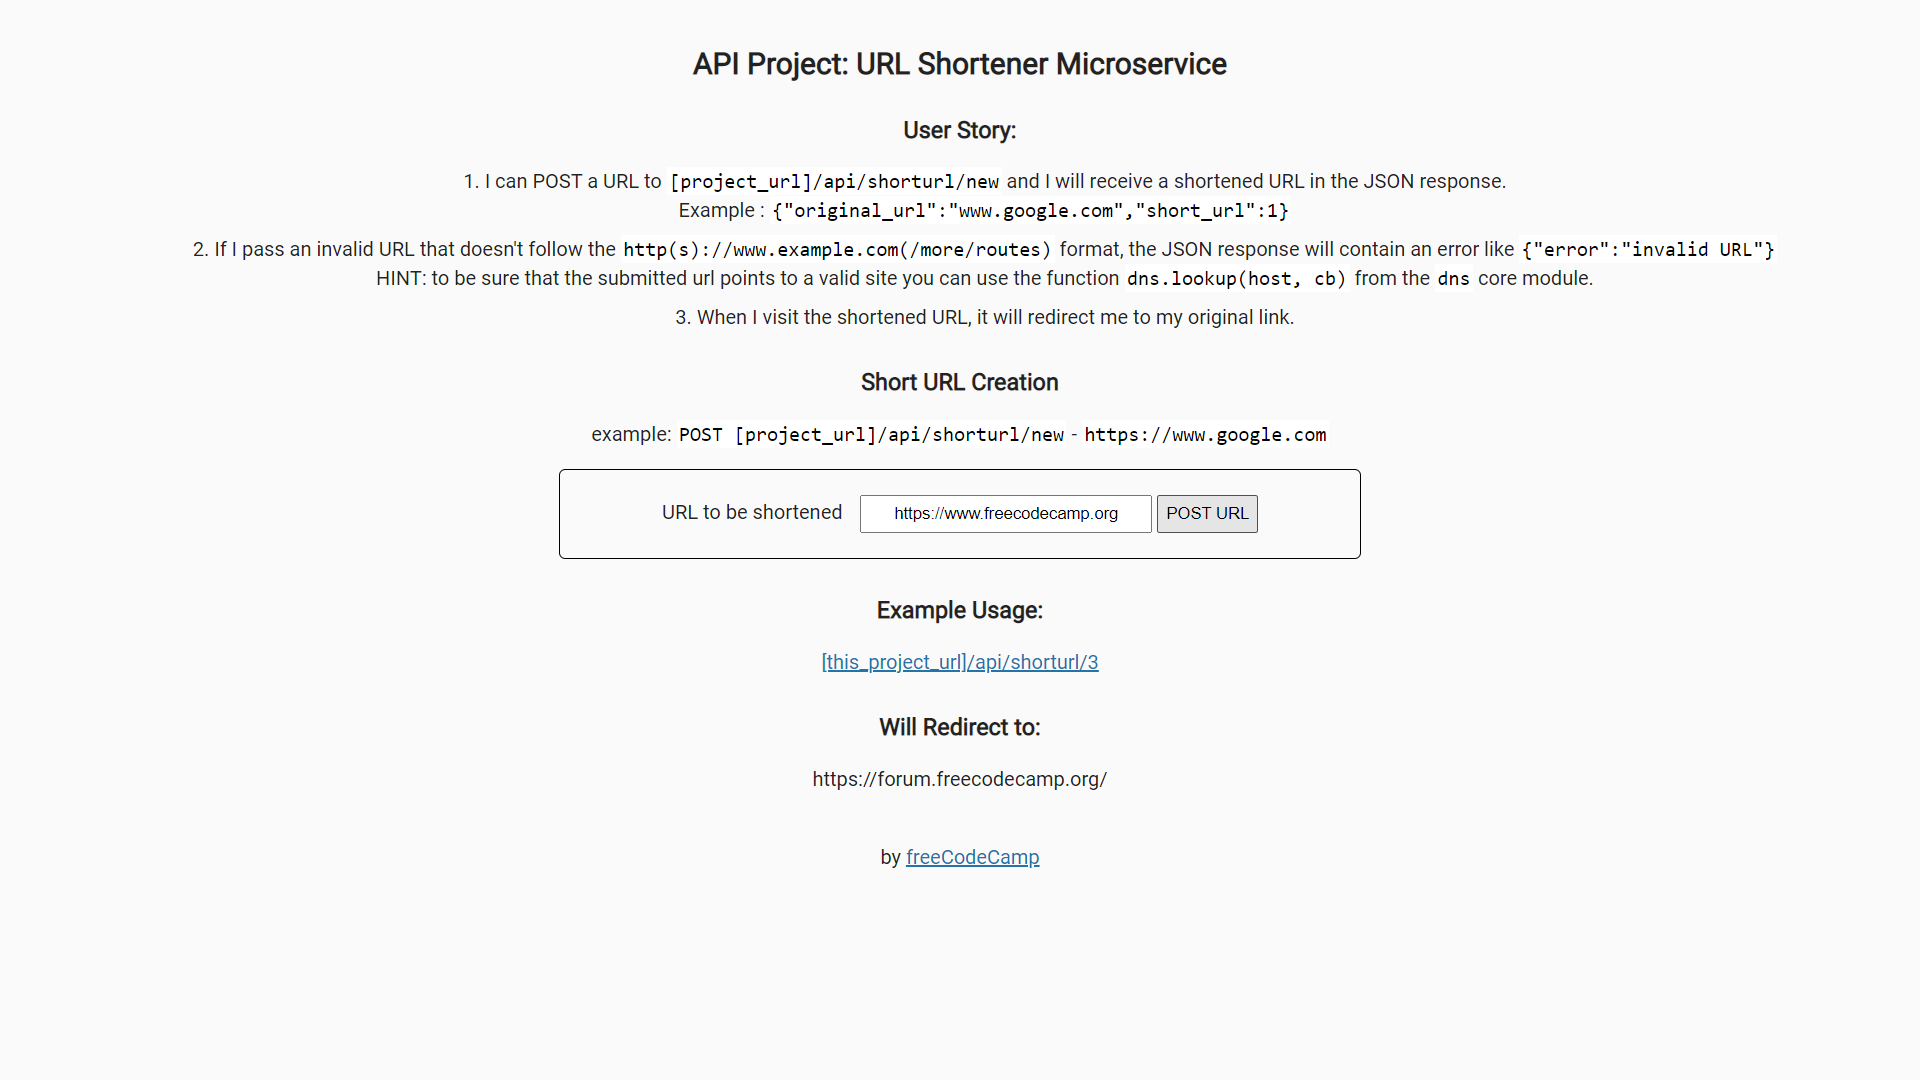 API Project: URL Shortener Microservice
User Story:
1. I can POST a URL to [project_url]/api/shorturl/new and I will receive a shortened URL in the JSON response.
Example : {"original_url":"www.google.com","short_url":1}
2. If I pass an invalid URL that doesn't follow the http(s)://www.example.com(/more/routes) format, the JSON response will contain an error like {"error":"invalid URL"}
HINT: to be sure that the submitted url points to a valid site you can use the function dns.lookup(host, cb) from the dns core module.
3. When I visit the shortened URL, it will redirect me to my original link.
Short URL Creation
example: POST [project_url]/api/shorturl/new - https://www.google.com
URL to be shortened https://www.freecodecamp.org POST URL
Example Usage:
[this_project_url]/api/shorturl/3
Will Redirect to:
https://forum.freecodecamp.org/
by freeCodeCamp